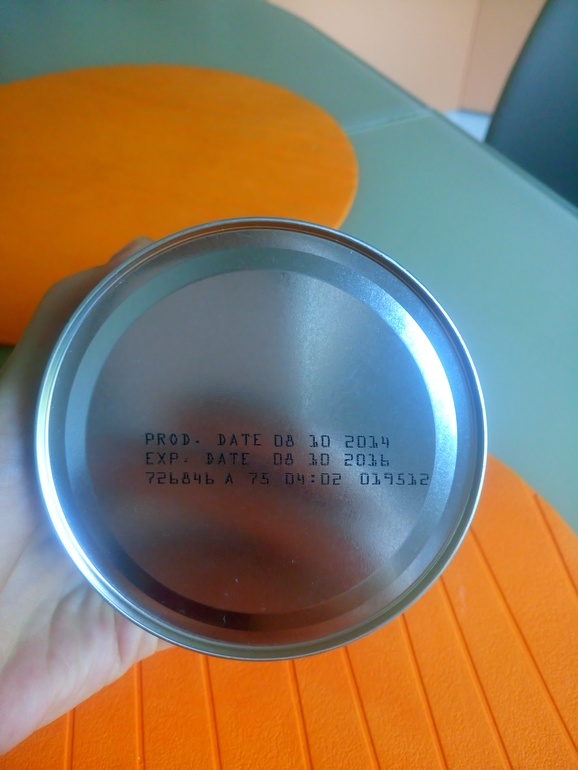 PROD. DATE 08 10 2014
EXP. DATE 08 10 2016
726846 A 75 04:02 019512